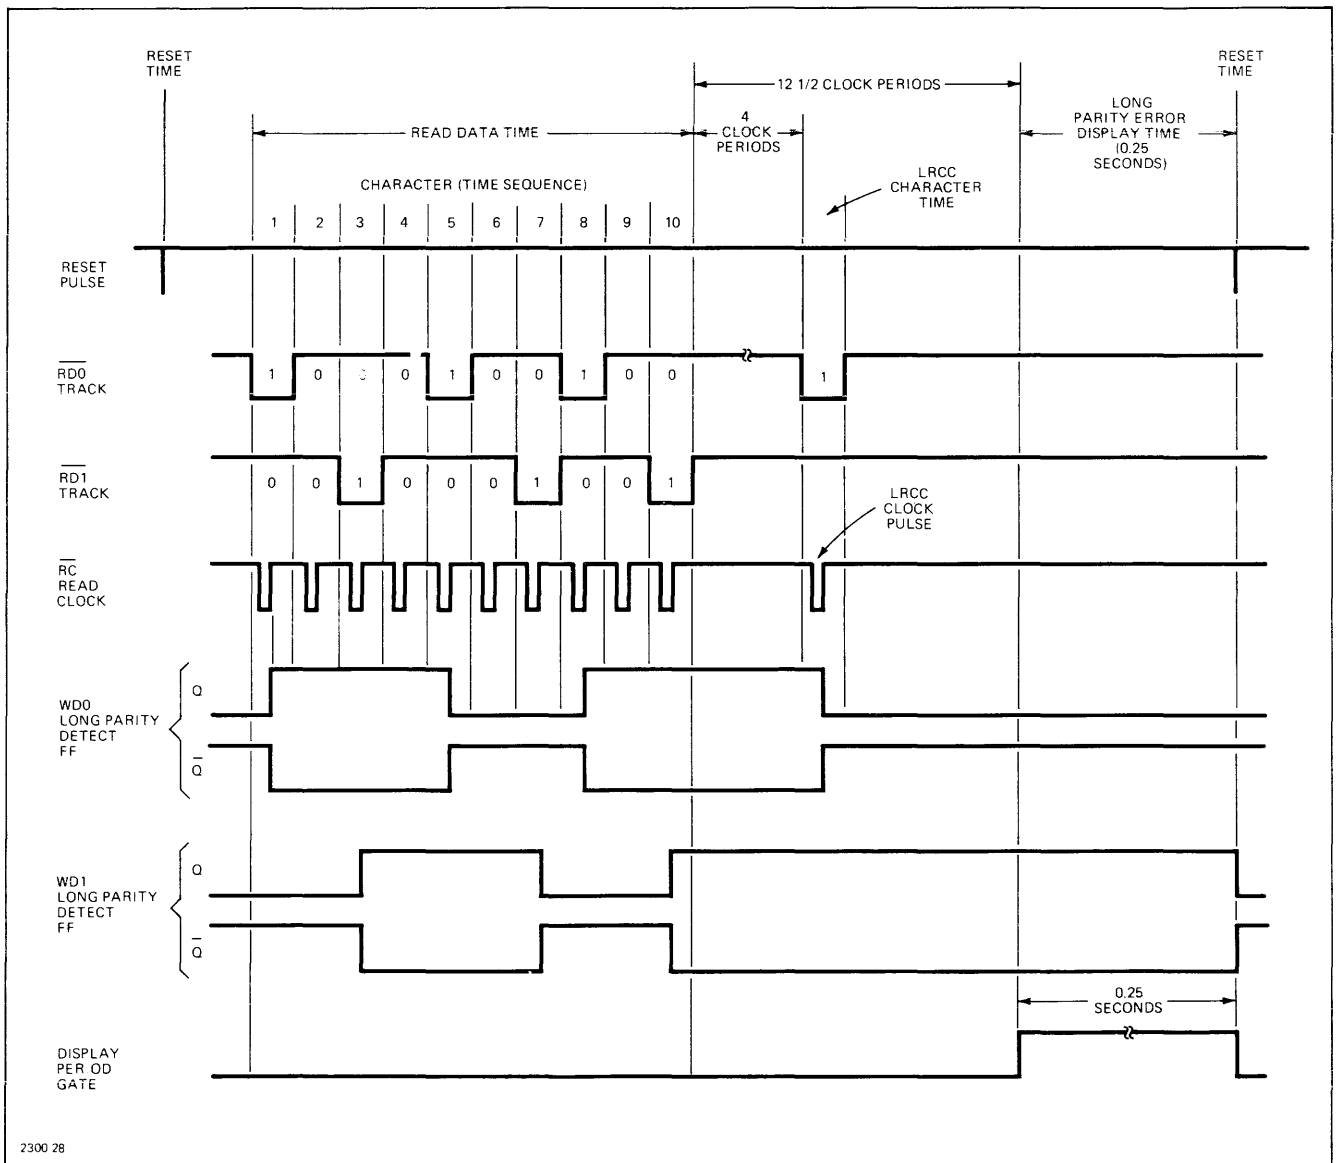 RESET
TIME
RESET
TIME
12 1/2 CLOCK PERIODS
READ DATA TIME
4
CLOCK
PERIODS
LONG
PARITY ERROR
DISPLAY TIME
(0.25
SECONDS)
CHARACTER (TIME SEQUENCE)
LRCC
CHARACTER
TIME
1 2 3 4 5 6 7 8 9 10
RESET
PULSE
RD0
TRACK
1 0 0 1 0 0 1 0 0 1
RD1
TRACK
0 0 1 0 0 0 1 0 0 1
LRCC
CLOCK
PULSE
RC
READ
CLOCK
WD0
LONG PARITY
DETECT
FF
Q
Q̅
WD1
LONG PARITY
DETECT
FF
Q
Q̅
0.25
SECONDS
DISPLAY
PER OD
GATE
2300 28